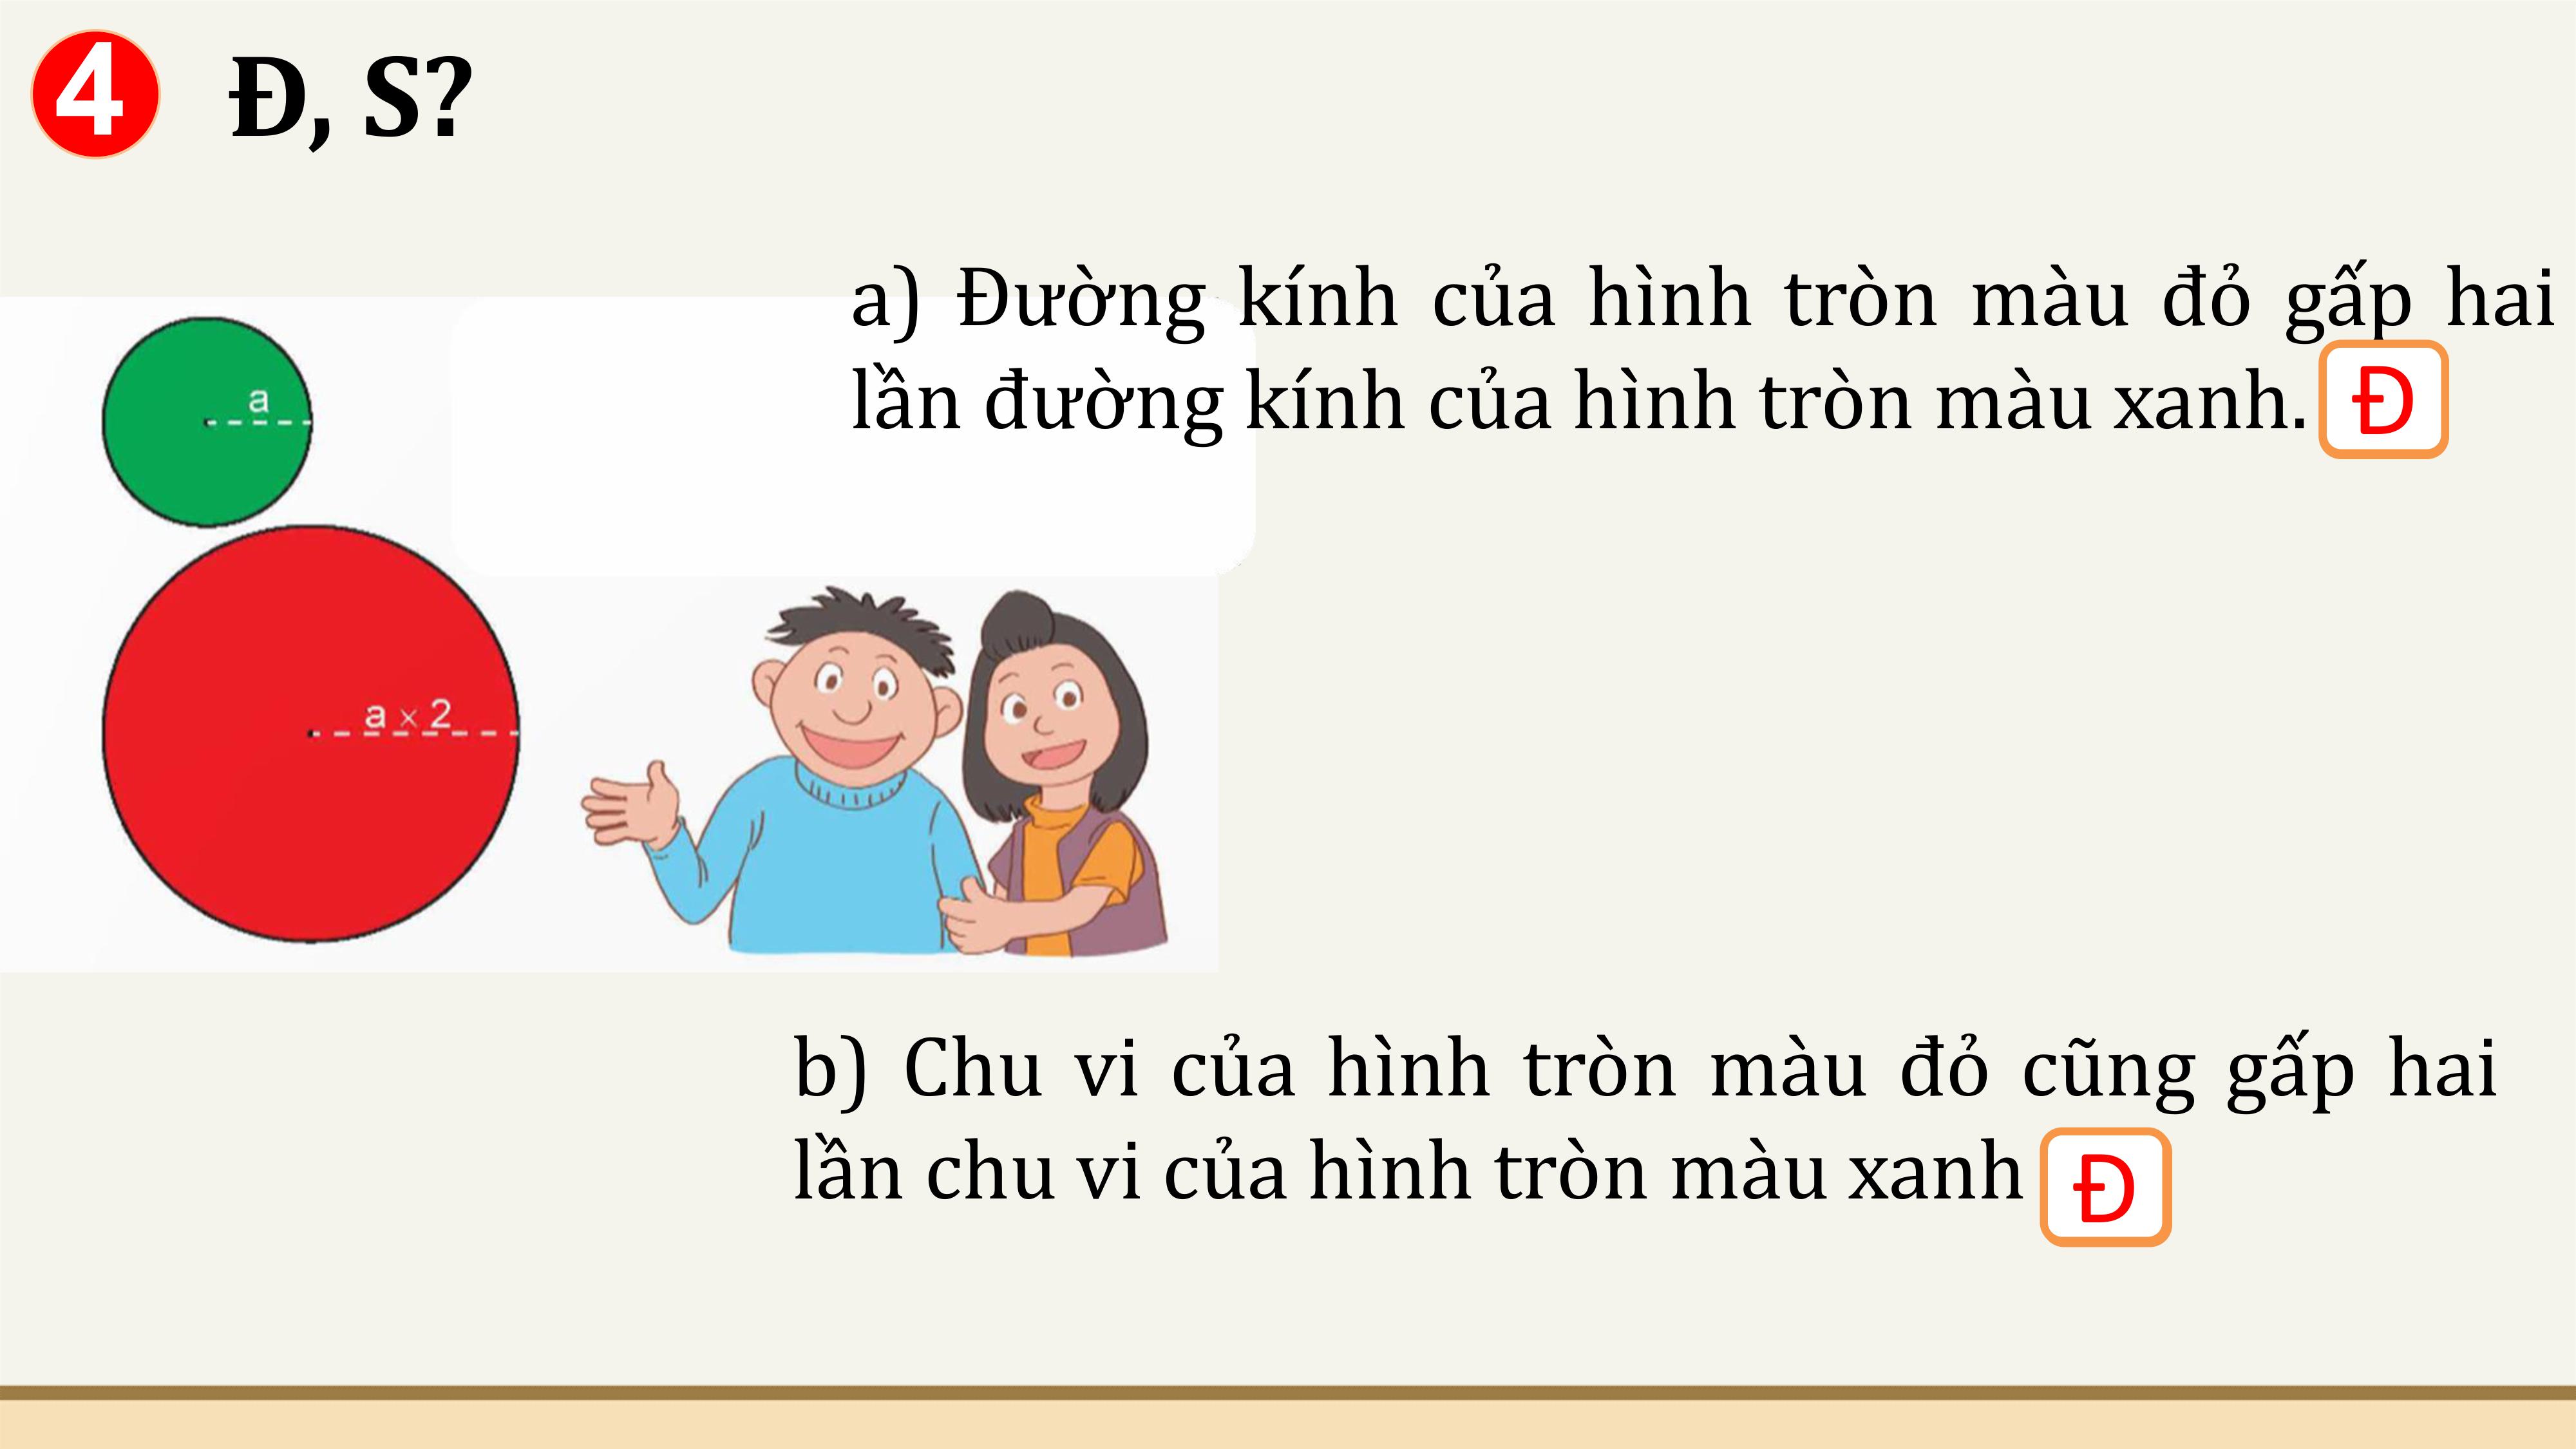 4 Đ, S?
a) Đường kính của hình tròn màu đỏ gấp hai
lần đường kính của hình tròn màu xanh. Đ
a
a × 2
b) Chu vi của hình tròn màu đỏ cũng gấp hai
lần chu vi của hình tròn màu xanh Đ